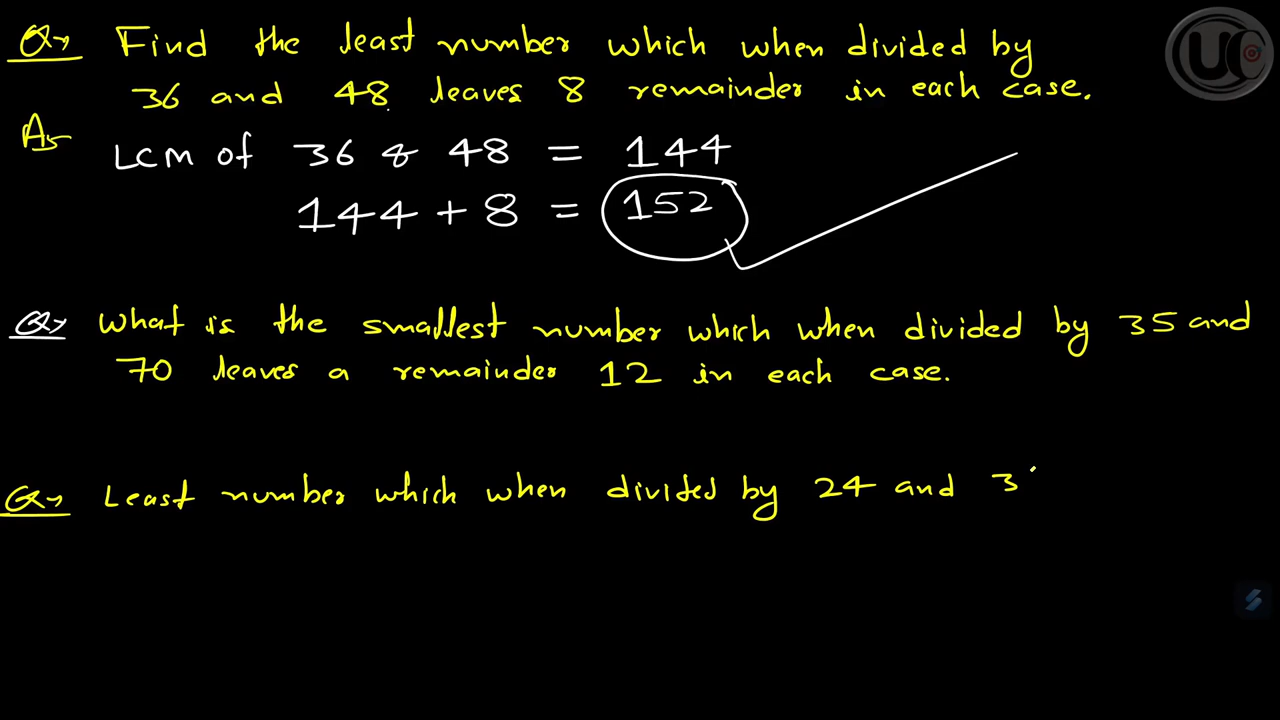 Q→ Find the least number which when divided by
36 and 48 leaves 8 remainder in each case.
As
LCM of 36 & 48 = 144
144 + 8 = 152
Q→ What is the smallest number which when divided by 35 and
70 leaves a remainder 12 in each case.
Q→ Least number which when divided by 24 and 3
UC